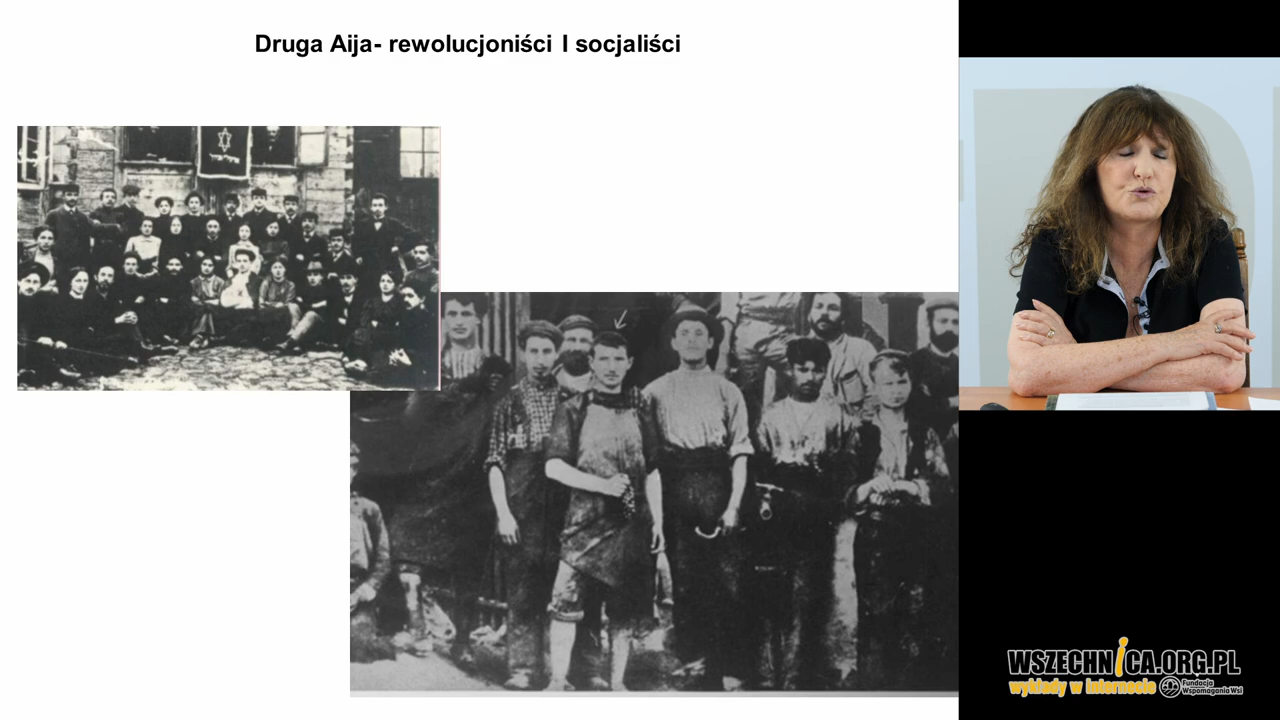 Druga Aija- rewolucjoniści I socjaliści
WSZECHNiCA.ORG.PL
wykłady w internecie
Fundacja
Wspomagania Wsi